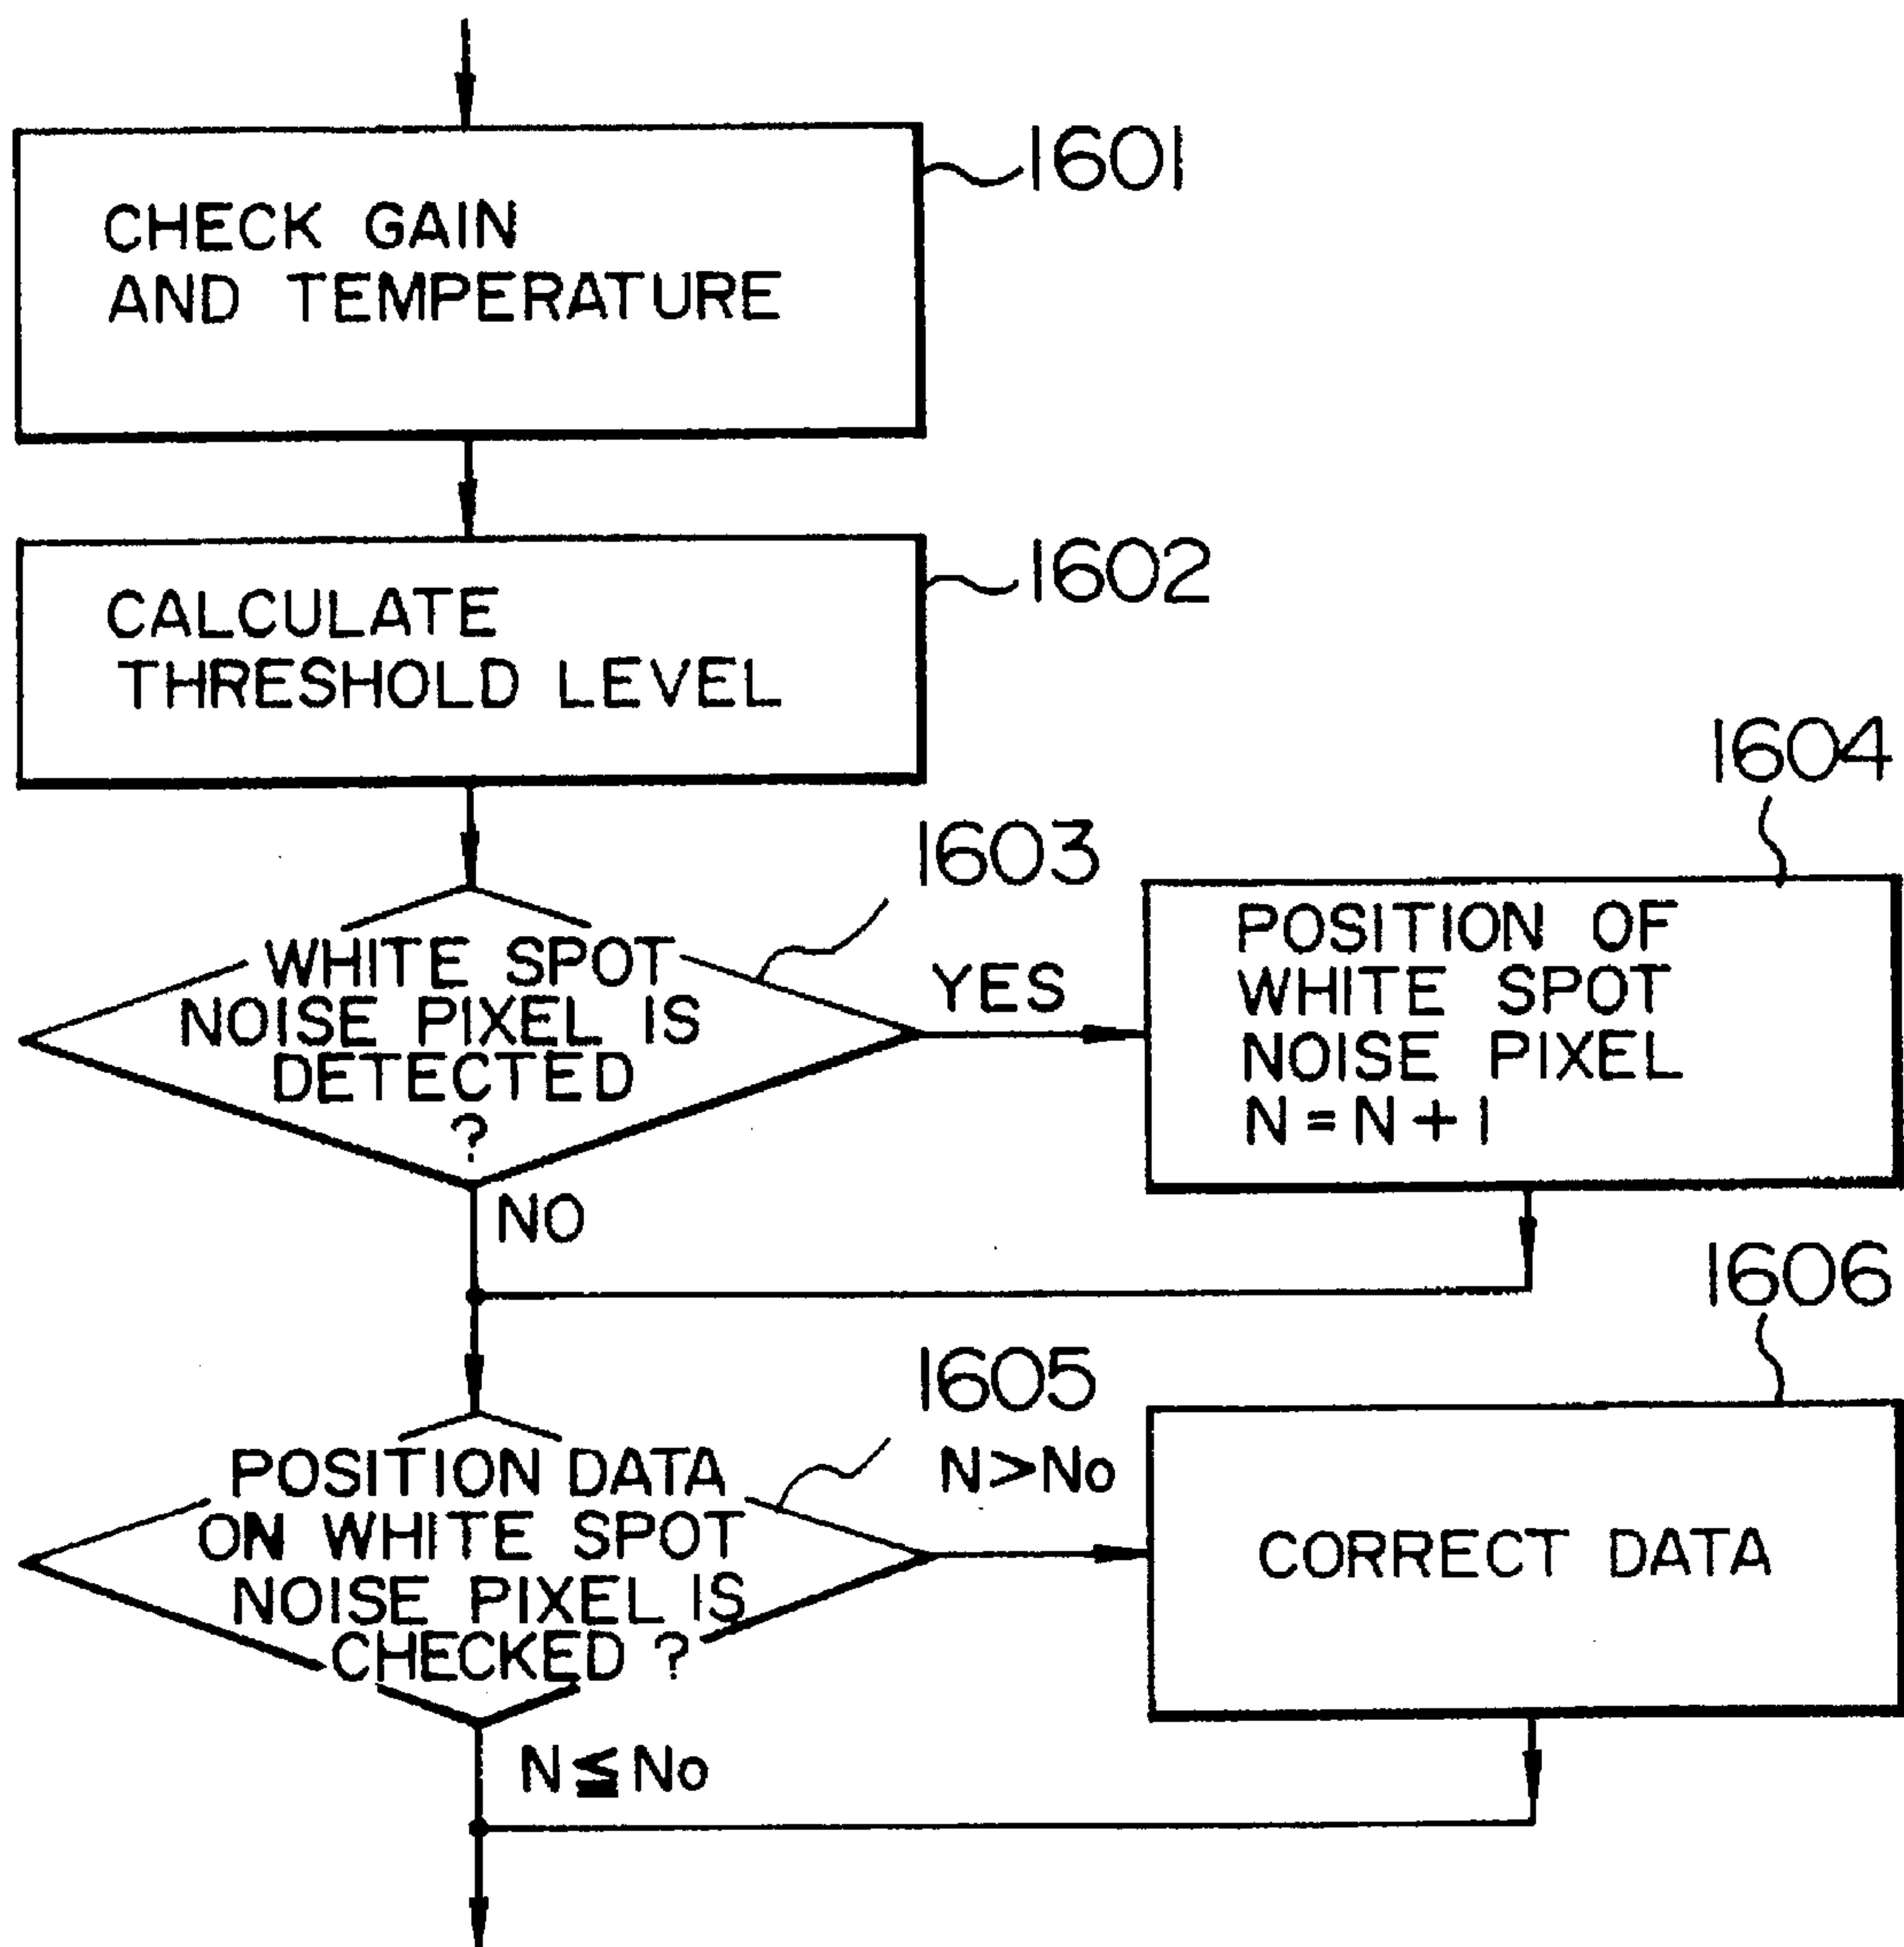 1601
CHECK GAIN
AND TEMPERATURE
1602
CALCULATE
THRESHOLD LEVEL
1603
WHITE SPOT
NOISE PIXEL IS
DETECTED
?
YES
NO
1604
POSITION OF
WHITE SPOT
NOISE PIXEL
N=N+1
1605
POSITION DATA
ON WHITE SPOT
NOISE PIXEL IS
CHECKED ?
N>No
N≦No
1606
CORRECT DATA